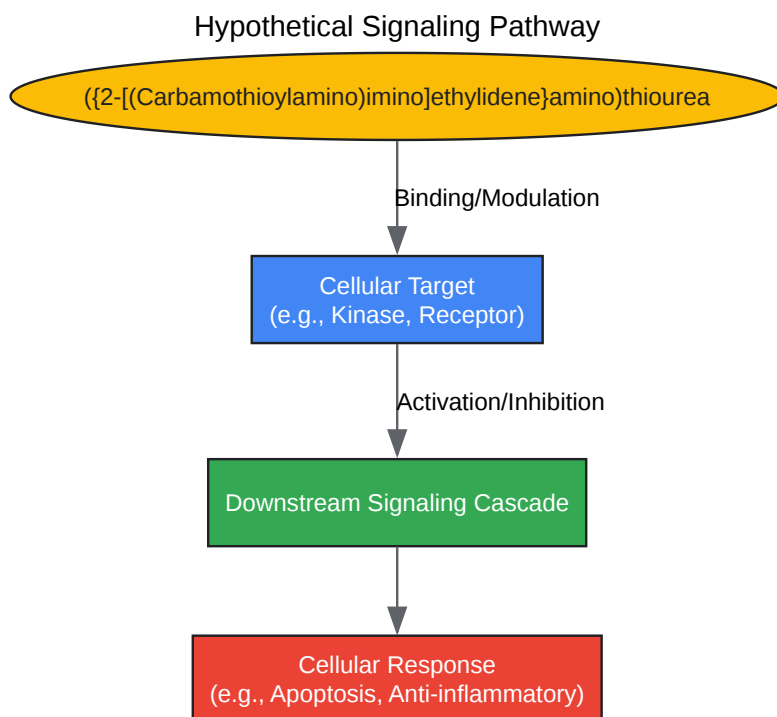 Hypothetical Signaling Pathway
({2-[(Carbamothioylamino)imino]ethylidene}amino)thiourea
Binding/Modulation
Cellular Target
(e.g., Kinase, Receptor)
Activation/Inhibition
Downstream Signaling Cascade
Cellular Response
(e.g., Apoptosis, Anti-inflammatory)